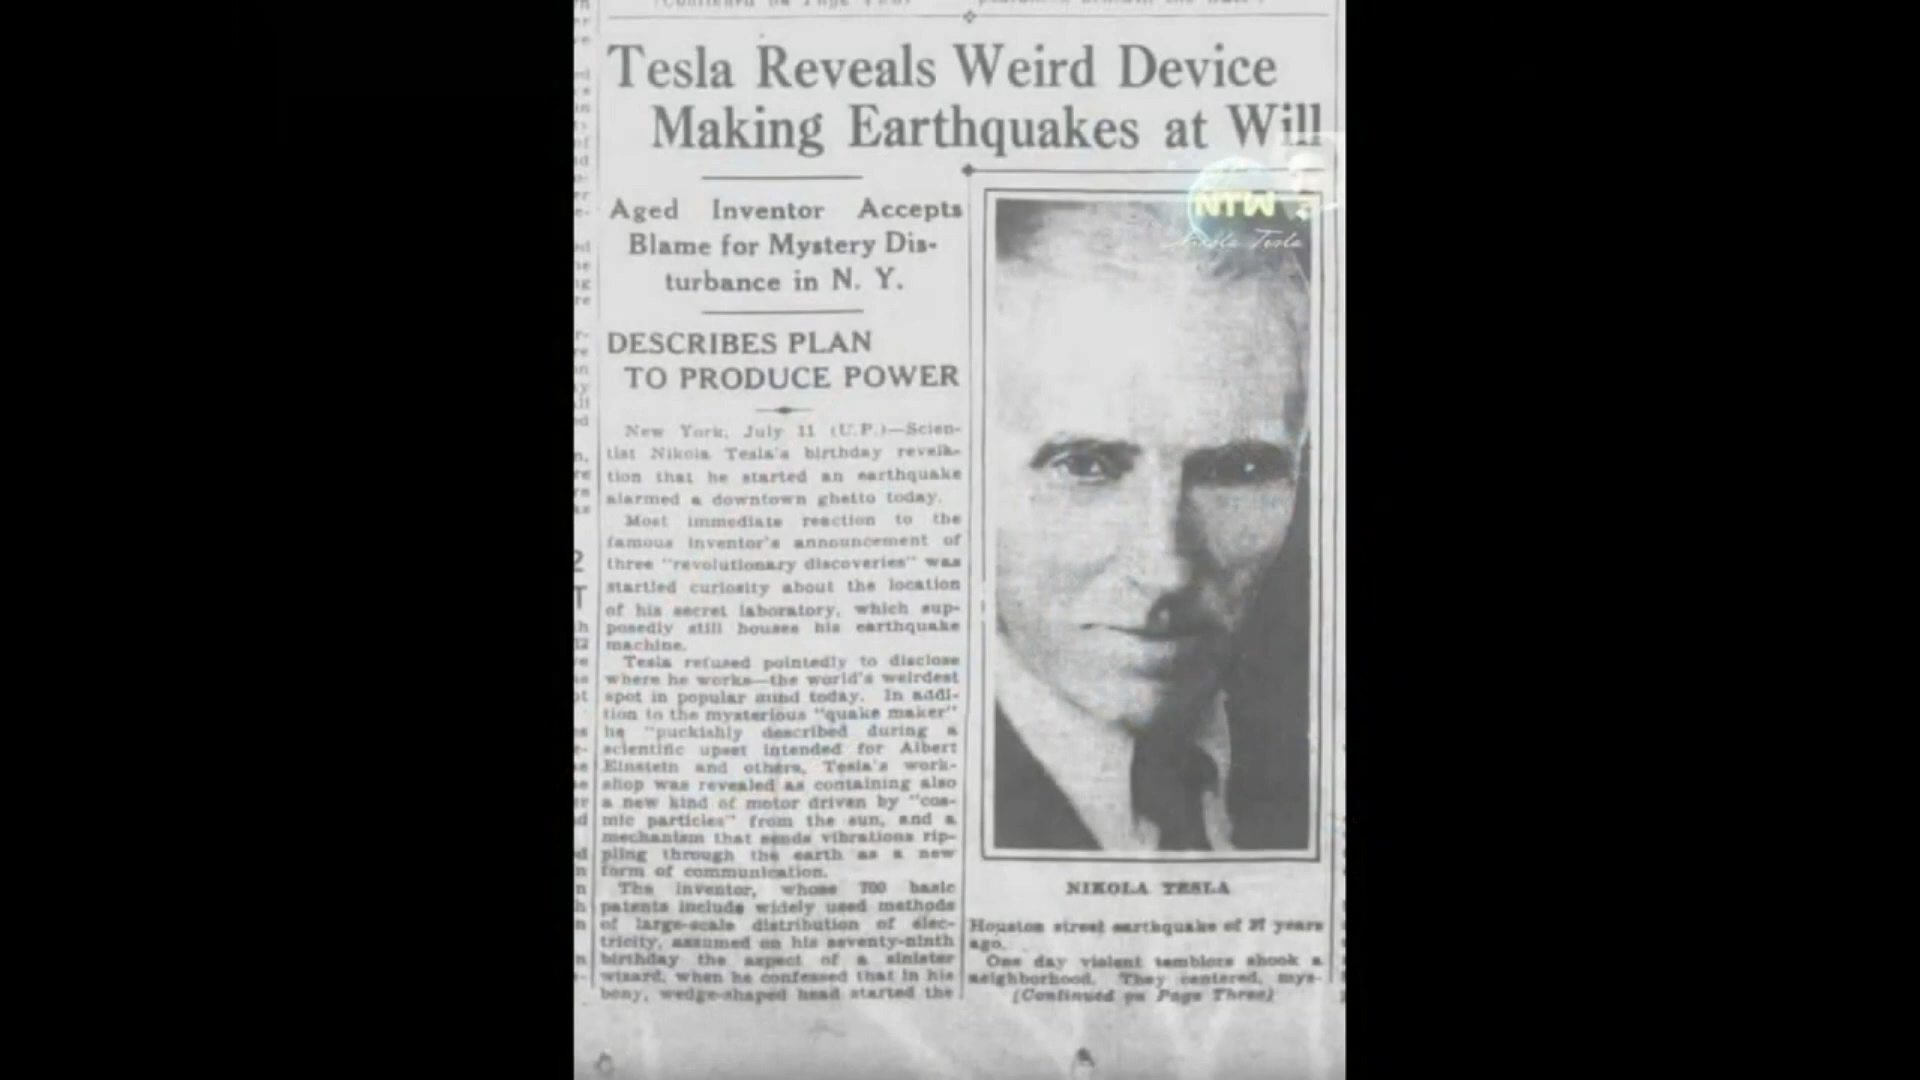 Tesla Reveals Weird Device
Making Earthquakes at Will
NTW
Nikola Tesla
Aged Inventor Accepts
Blame for Mystery Dis-
turbance in N. Y.
DESCRIBES PLAN
TO PRODUCE POWER
New York, July 11 (U.P.)—Scien-
tist Nikola Tesla's birthday revela-
tion that he started an earthquake
alarmed a downtown ghetto today.
Most immediate reaction to the
famous inventor's announcement of
three "revolutionary discoveries" was
startled curiosity about the location
of his secret laboratory, which sup-
posedly still houses his earthquake
machine.
Tesla refused pointedly to disclose
where he works—the world's weirdest
spot in popular mind today. In addi-
tion to the mysterious "quake maker"
he "puckishly described during a
scientific upset intended for Albert
Einstein and others, Tesla's work-
shop was revealed as containing also
a new kind of motor driven by "cos-
mic particles" from the sun, and a
mechanism that sends vibrations rip-
pling through the earth as a new
form of communication.
The inventor, whose 700 basic
patents include widely used methods
of large-scale distribution of elec-
tricity, assumed on his seventy-ninth
birthday the aspect of a sinister
wizard, when he confessed that in his
bony, wedge-shaped head started the
NIKOLA TESLA
Houston street earthquake of 37 years
ago.
One day violent temblors shook a
neighborhood. They centered, mys-
(Continued on Page Three)